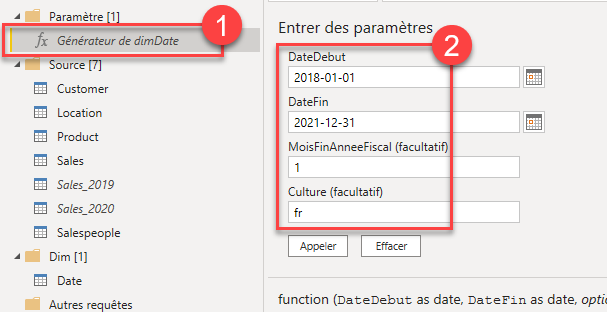 Paramètre [1]
1
fx Générateur de dimDate
Source [7]
Customer
Location
Product
Sales
Sales_2019
Sales_2020
Salespeople
Dim [1]
Date
Autres requêtes
Entrer des paramètres
2
DateDebut
2018-01-01
DateFin
2021-12-31
MoisFinAnneeFiscal (facultatif)
1
Culture (facultatif)
fr
Appeler
Effacer
function (DateDebut as date, DateFin as date, optio